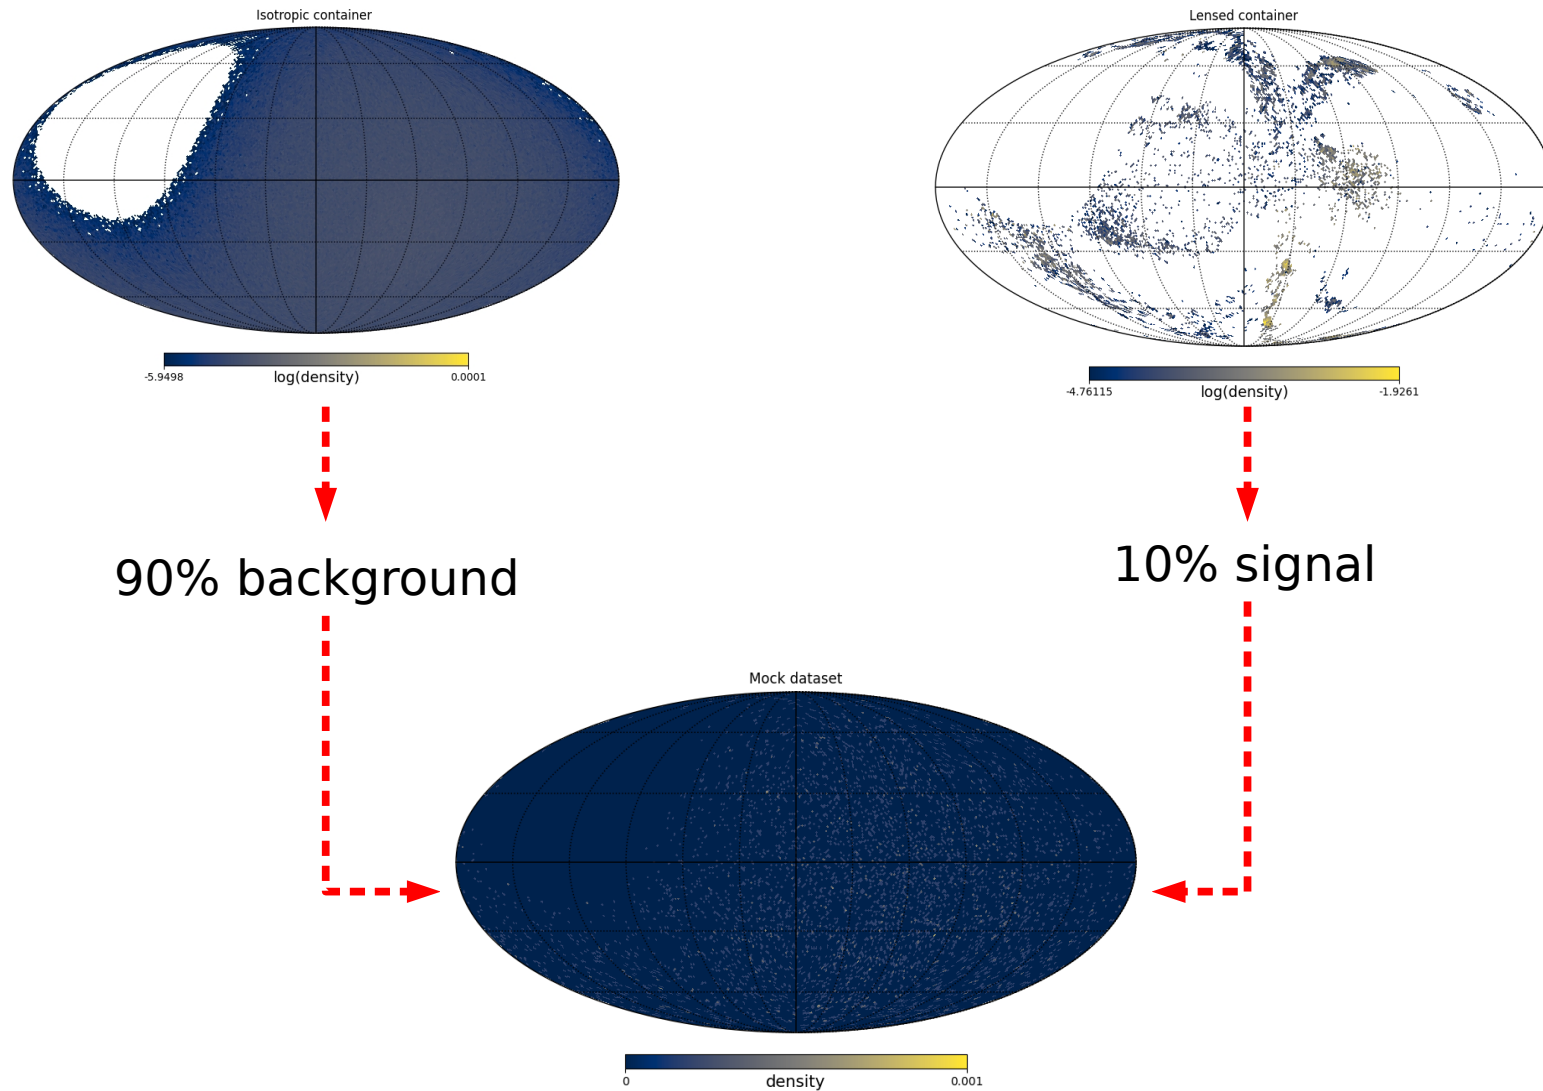 Isotropic container
-5.9498
log(density)
0.0001
Lensed container
-4.76115
log(density)
-1.9261
90% background
10% signal
Mock dataset
0
density
0.001